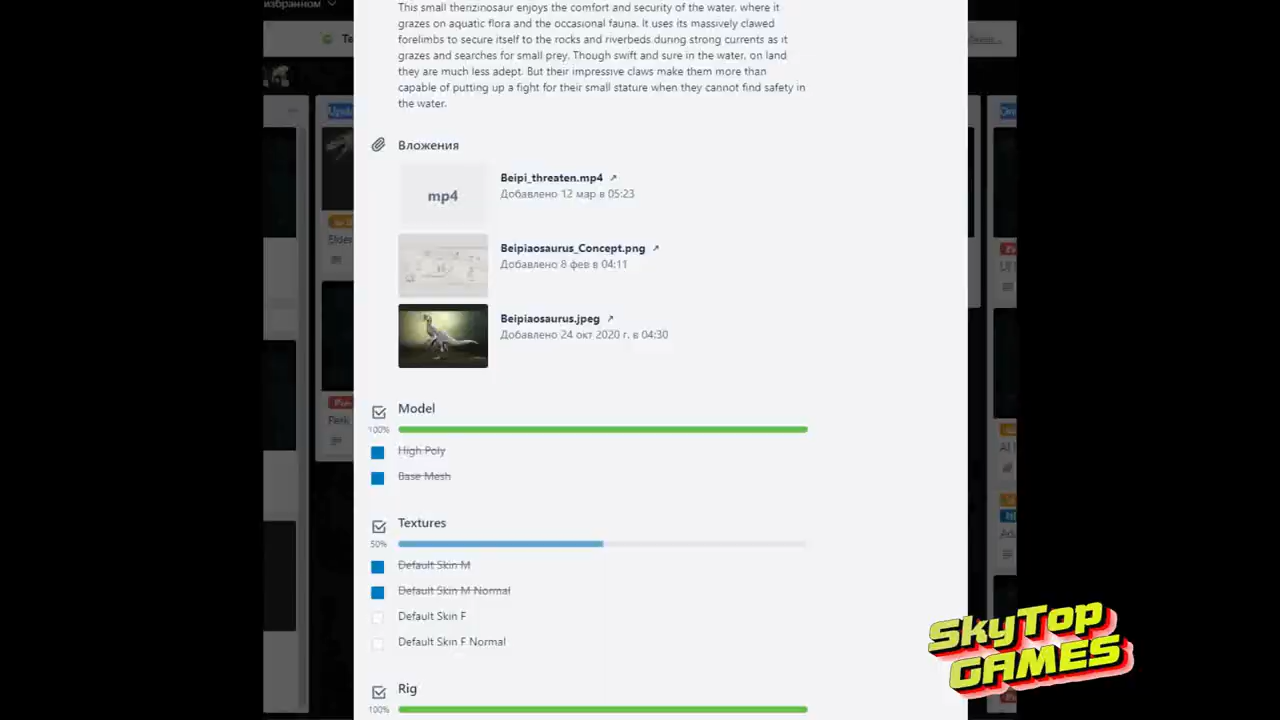 избранном
This small therizinosaur enjoys the comfort and security of the water, where it
grazes on aquatic flora and the occasional fauna. It uses its massively clawed
forelimbs to secure itself to the rocks and riverbeds during strong currents as it
grazes and searches for small prey. Though swift and sure in the water, on land
they are much less adept. But their impressive claws make them more than
capable of putting up a fight for their small stature when they cannot find safety in
the water.
Вложения
mp4
Beipi_threaten.mp4 ↗
Добавлено 12 мар в 05:23
Beipiaosaurus_Concept.png ↗
Добавлено 8 фев в 04:11
Beipiaosaurus.jpeg ↗
Добавлено 24 окт 2020 г. в 04:30
Model
100%
High Poly
Base Mesh
Textures
50%
Default Skin M
Default Skin M Normal
Default Skin F
Default Skin F Normal
Rig
100%
Elder
Perk
SkyTop
GAMES